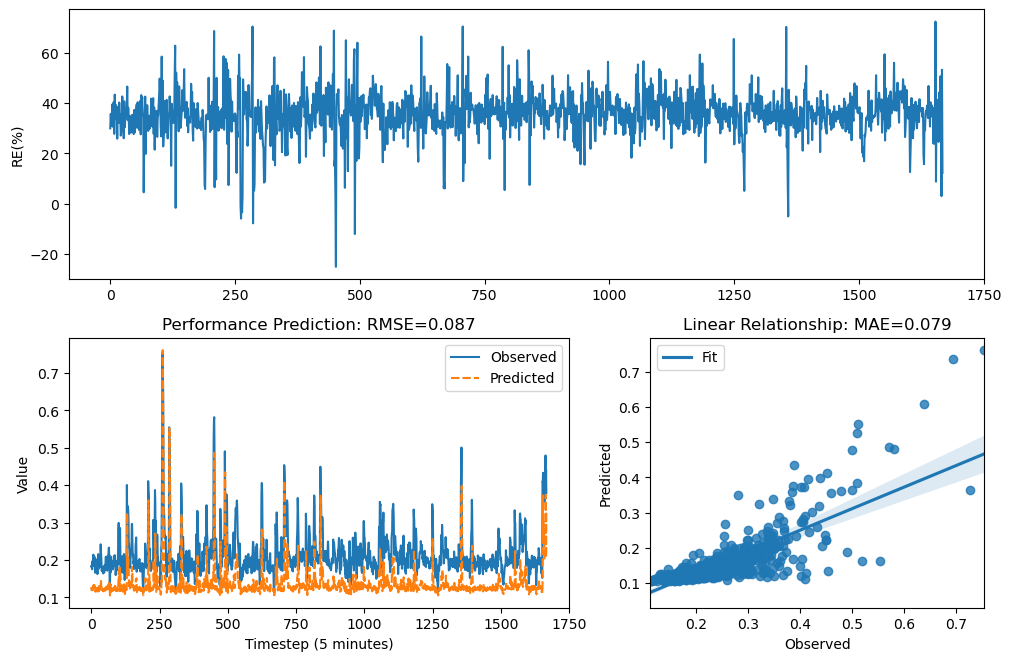 RE(%)
60
40
20
0
−20
0 250 500 750 1000 1250 1500 1750
Performance Prediction: RMSE=0.087
Value
0.7
0.6
0.5
0.4
0.3
0.2
0.1
Observed
Predicted
0 250 500 750 1000 1250 1500 1750
Timestep (5 minutes)
Linear Relationship: MAE=0.079
Predicted
0.7
0.6
0.5
0.4
0.3
0.2
0.1
Fit
0.2 0.3 0.4 0.5 0.6 0.7
Observed